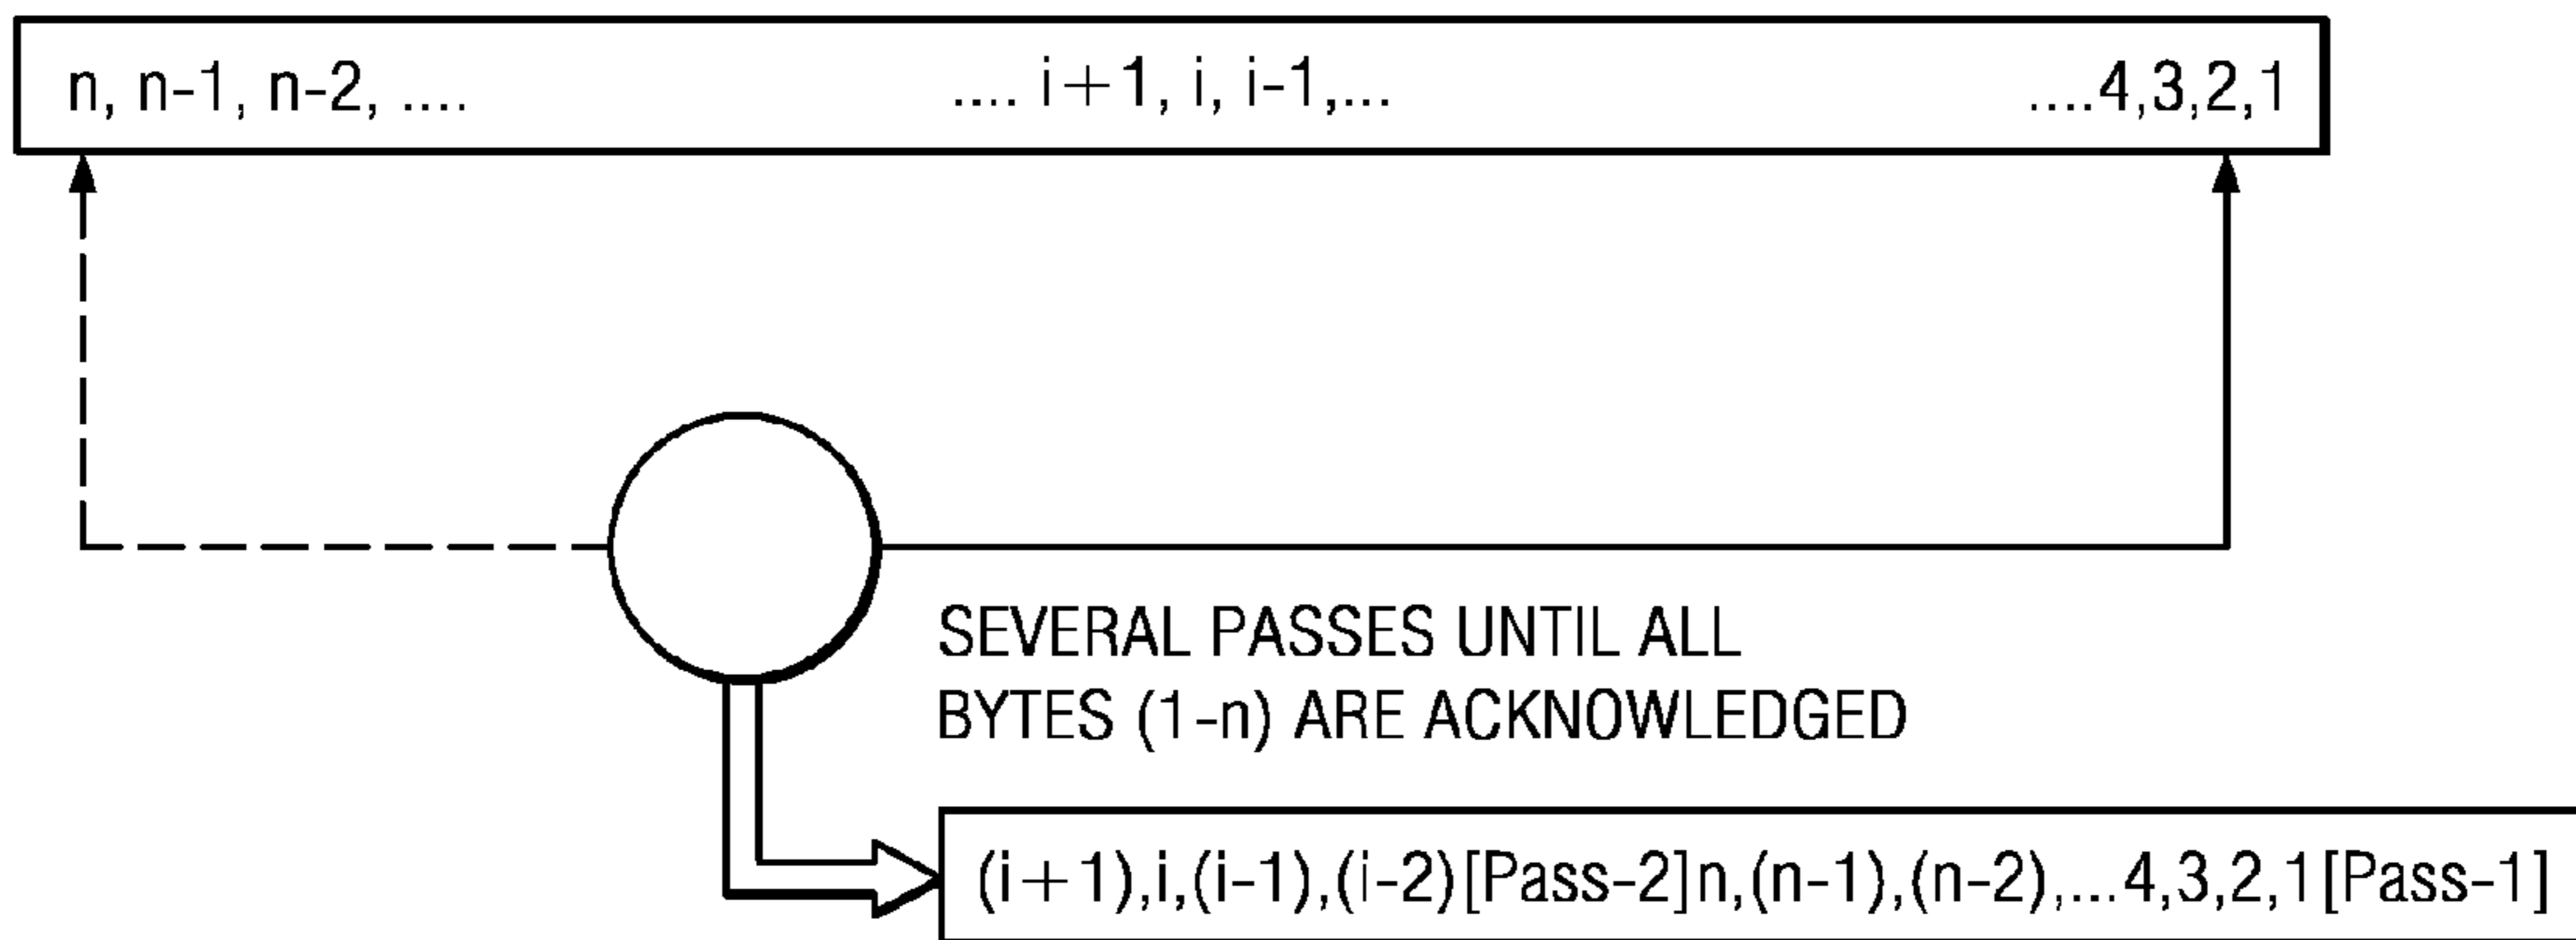 n, n-1, n-2, .... .... i+1, i, i-1,... ....4,3,2,1
SEVERAL PASSES UNTIL ALL
BYTES (1-n) ARE ACKNOWLEDGED
(i+1),i,(i-1),(i-2)[Pass-2]n,(n-1),(n-2),...4,3,2,1[Pass-1]